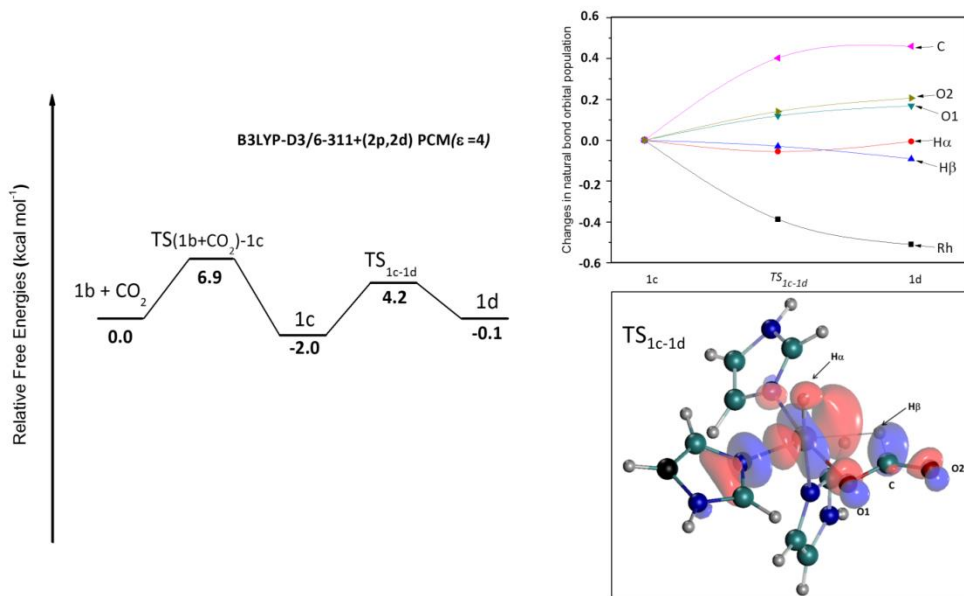 Relative Free Energies (kcal mol⁻¹)
B3LYP-D3/6-311+(2p,2d) PCM(ε =4)
1b + CO₂
0.0
TS(1b+CO₂)-1c
6.9
1c
-2.0
TS₁c-1d
4.2
1d
-0.1
Changes in natural bond orbital population
0.6
0.4
0.2
0.0
-0.2
-0.4
-0.6
C
O2
O1
Hα
Hβ
Rh
1c
TS₁c-1d
1d
TS₁c-1d
Hα
Hβ
O2
C
O1